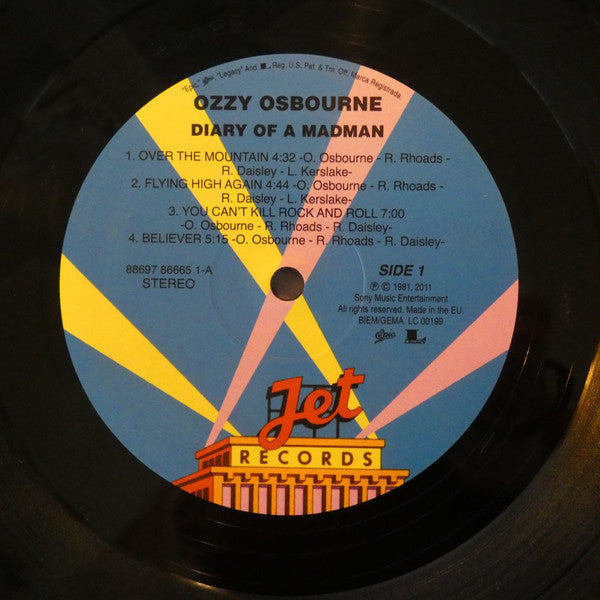 "Epic," "Legacy" And L Reg. U.S. Pat. & Tm. Off. Marca Registrada.
OZZY OSBOURNE
DIARY OF A MADMAN
1. OVER THE MOUNTAIN 4:32 -O. Osbourne - R. Rhoads -
R. Daisley - L. Kerslake-
2. FLYING HIGH AGAIN 4:44 -O. Osbourne - R. Rhoads -
R. Daisley - L. Kerslake-
3. YOU CAN'T KILL ROCK AND ROLL 7:00
-O. Osbourne - R. Rhoads - R. Daisley-
4. BELIEVER 5:15 -O. Osbourne - R. Rhoads - R. Daisley-
88697 86665 1-A
STEREO
SIDE 1
℗ © 1981, 2011
Sony Music Entertainment
All rights reserved. Made in the EU.
BIEM/GEMA. LC 00199
Epic
LEGACY
Jet
RECORDS